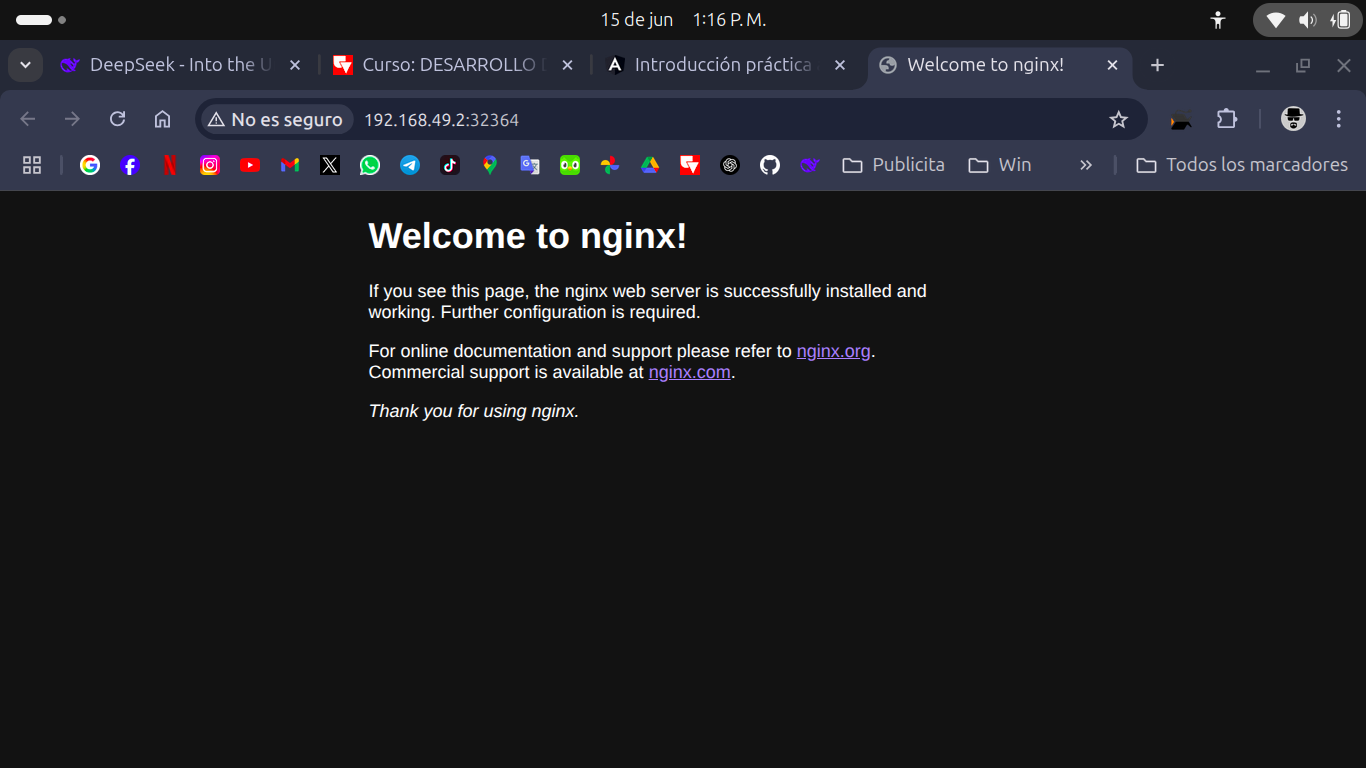 15 de jun 1:16 P. M.
DeepSeek - Into the U
Curso: DESARROLLO D
Introducción práctica
Welcome to nginx!
No es seguro 192.168.49.2:32364
Publicita Win » Todos los marcadores
Welcome to nginx!
If you see this page, the nginx web server is successfully installed and
working. Further configuration is required.
For online documentation and support please refer to nginx.org.
Commercial support is available at nginx.com.
Thank you for using nginx.